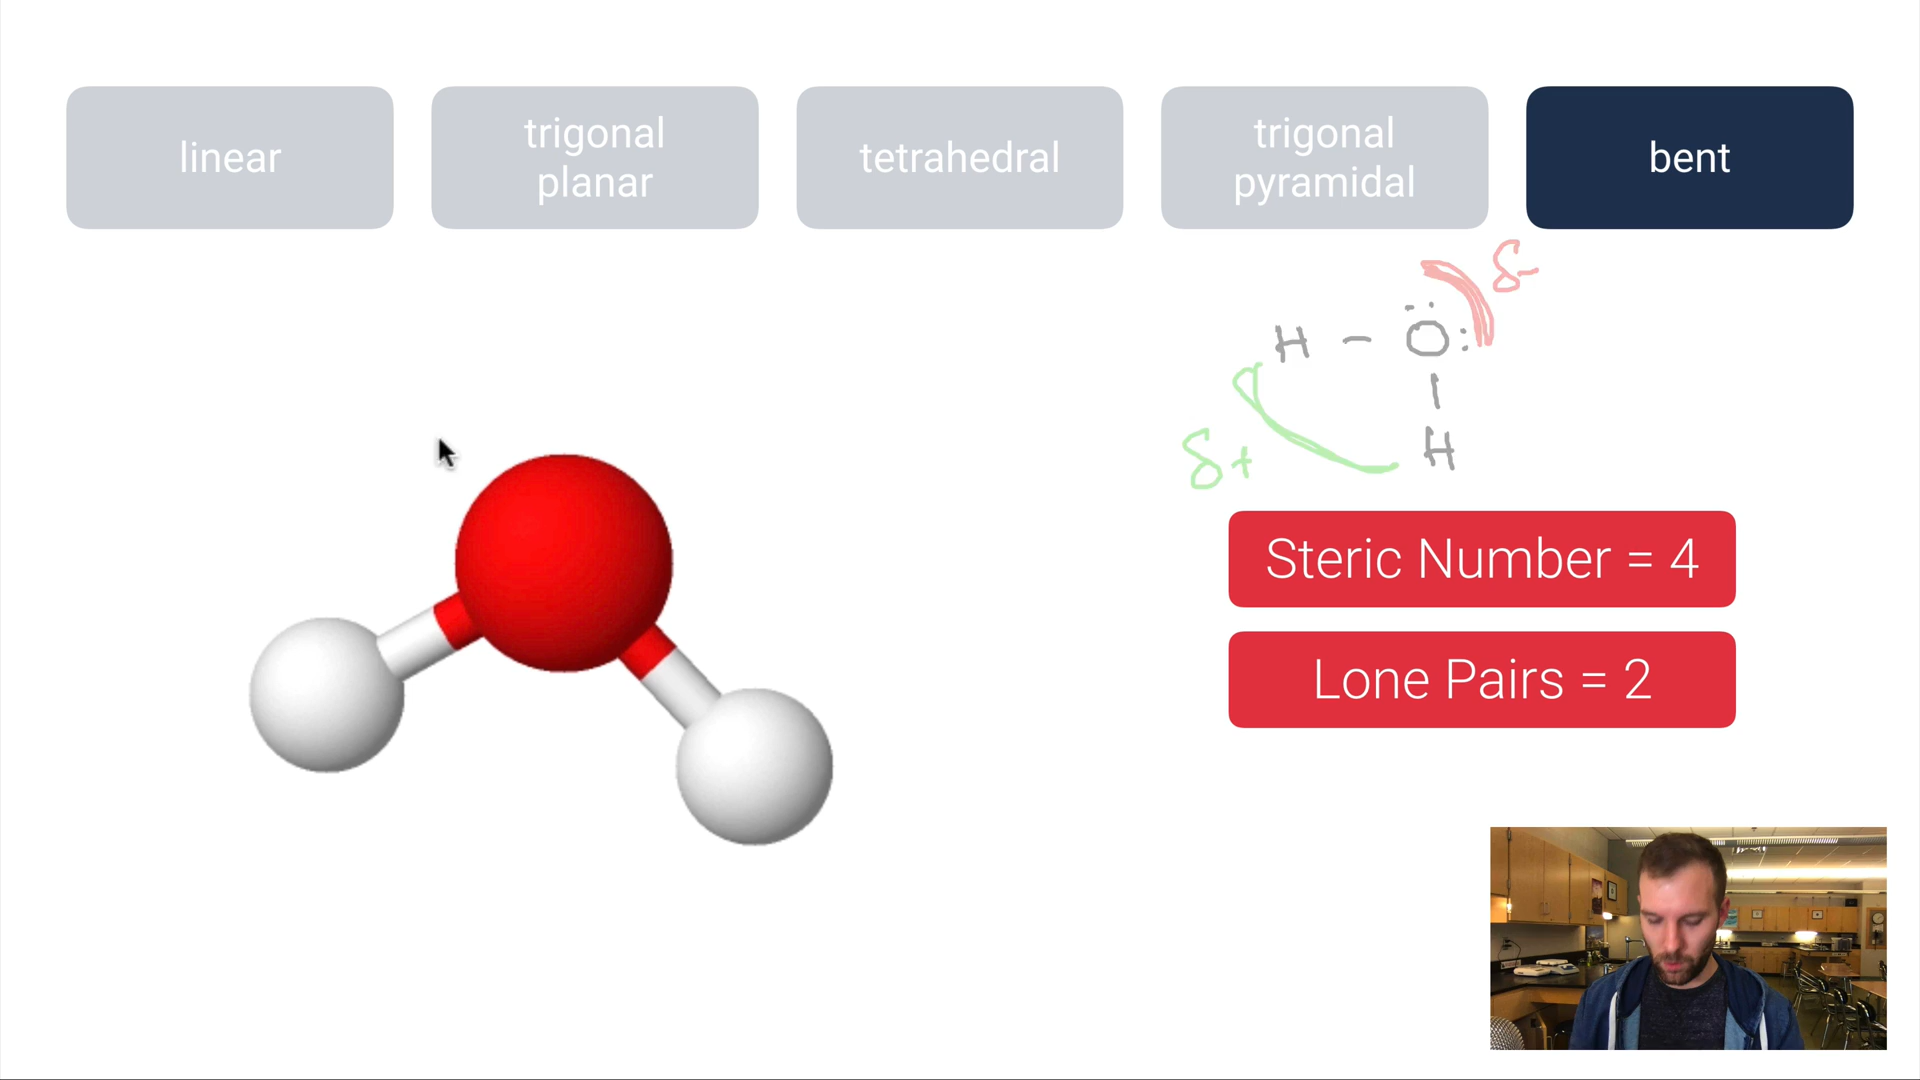 linear
trigonal
planar
tetrahedral
trigonal
pyramidal
bent
δ-
H - O:
H
δ+
Steric Number = 4
Lone Pairs = 2